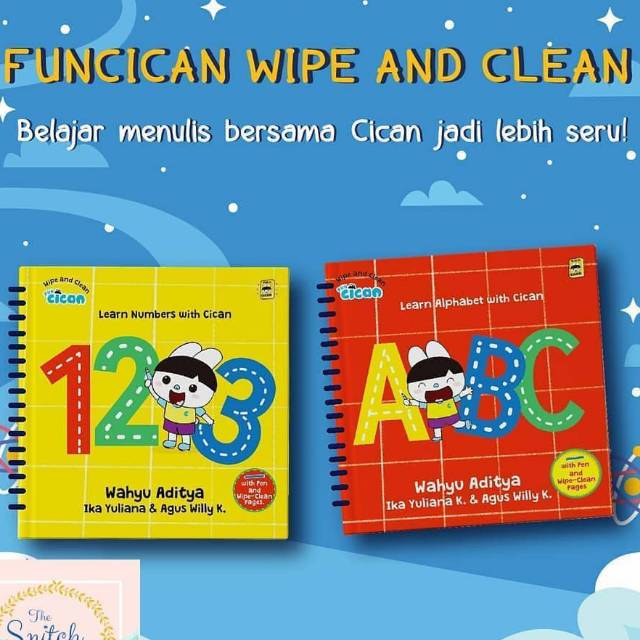 FUNCICAN WIPE AND CLEAN
Belajar menulis bersama Cican jadi lebih seru!
Wipe and Clean
cican
Learn Numbers with Cican
123
Wahyu Aditya
Ika Yuliana & Agus Willy K.
with Pen
and
Wipe-Clean
Pages
Wipe and Clean
cican
Learn Alphabet with Cican
ABC
Wahyu Aditya
Ika Yuliana K. & Agus Willy K.
with Pen
and
Wipe-Clean
Pages
The
Snitch